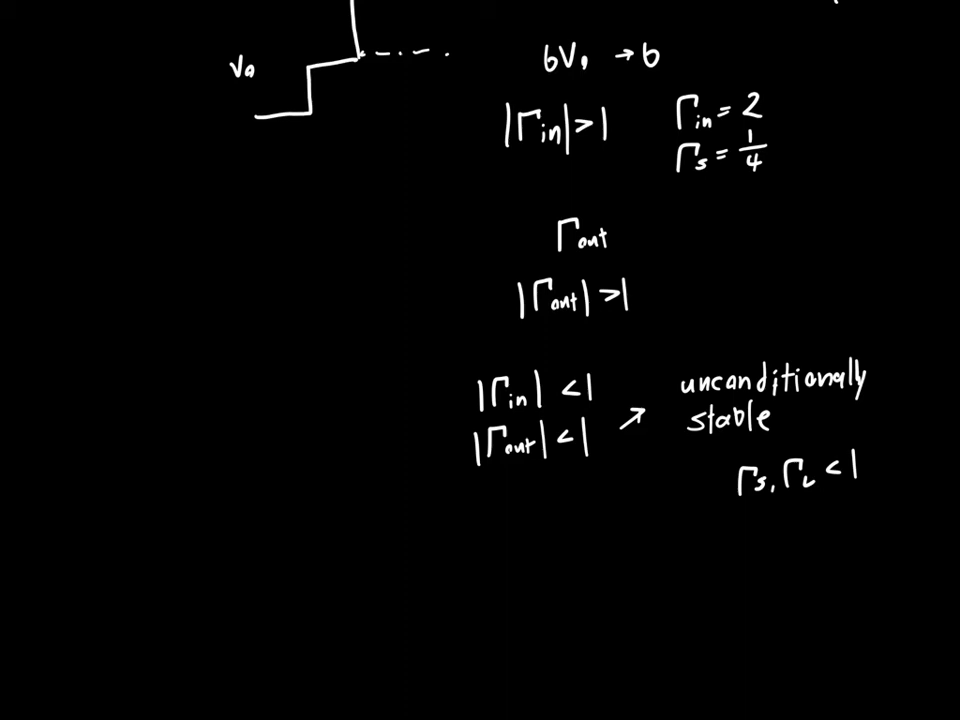 Va
6V₁ → 6
|Γin| > 1
Γin = 2
Γs = 1/4
Γout
|Γout| > 1
|Γin| < 1
|Γout| < 1
↗ unconditionally
stable
Γs, ΓL < 1